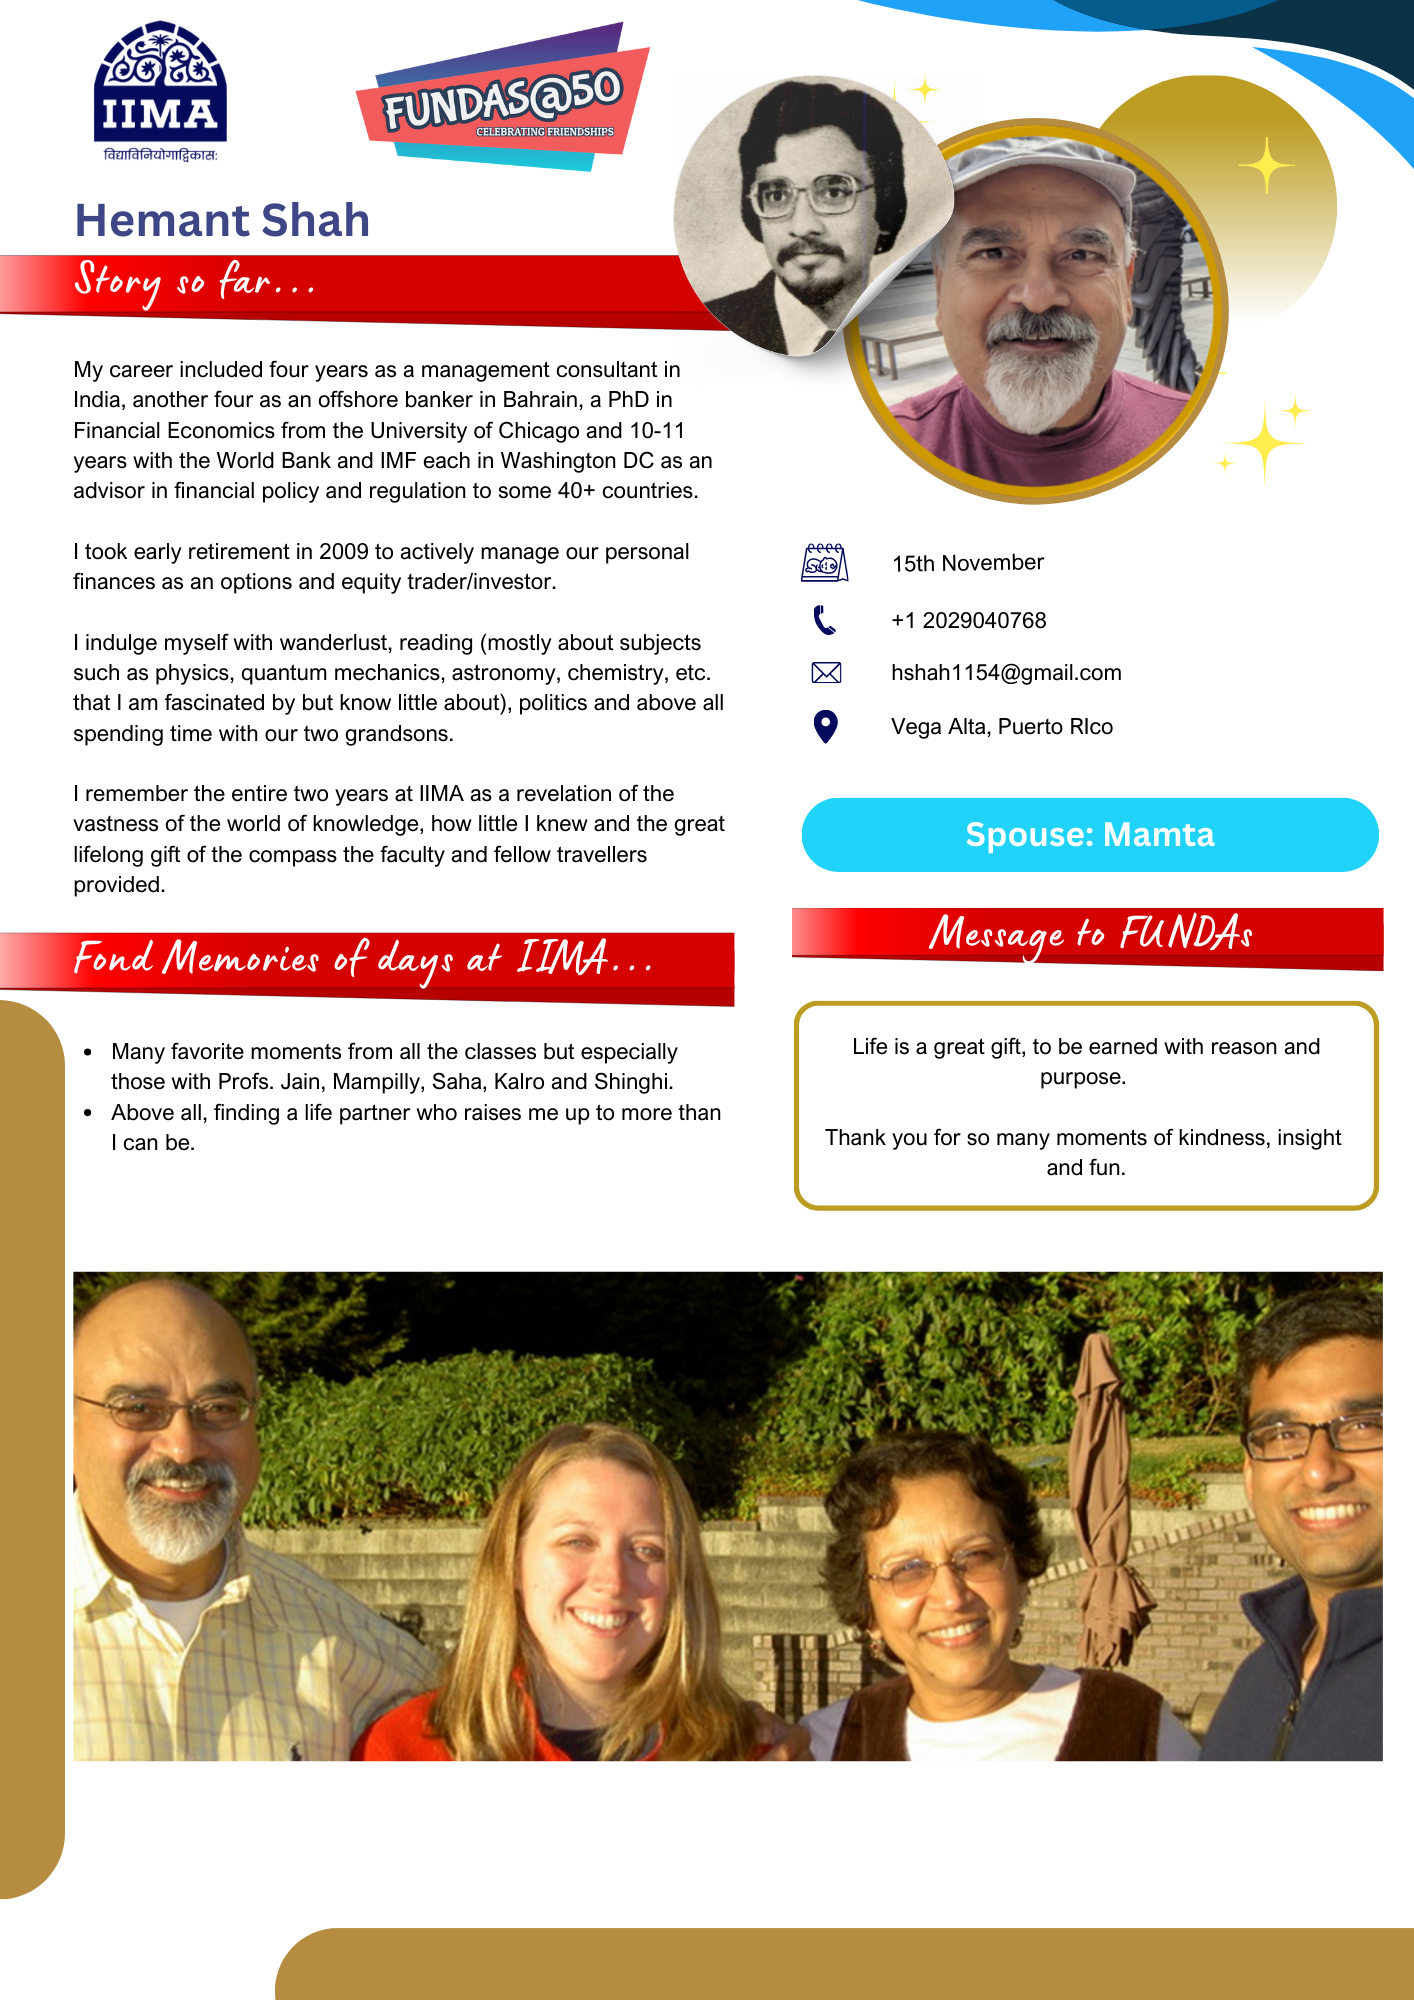 IIMA
विद्याविनियोगाद्विकास:
FUNDAS@50
CELEBRATING FRIENDSHIPS
Hemant Shah
Story so far...
My career included four years as a management consultant in
India, another four as an offshore banker in Bahrain, a PhD in
Financial Economics from the University of Chicago and 10-11
years with the World Bank and IMF each in Washington DC as an
advisor in financial policy and regulation to some 40+ countries.
I took early retirement in 2009 to actively manage our personal
finances as an options and equity trader/investor.
I indulge myself with wanderlust, reading (mostly about subjects
such as physics, quantum mechanics, astronomy, chemistry, etc.
that I am fascinated by but know little about), politics and above all
spending time with our two grandsons.
I remember the entire two years at IIMA as a revelation of the
vastness of the world of knowledge, how little I knew and the great
lifelong gift of the compass the faculty and fellow travellers
provided.
Fond Memories of days at IIMA...
• Many favorite moments from all the classes but especially
those with Profs. Jain, Mampilly, Saha, Kalro and Shinghi.
• Above all, finding a life partner who raises me up to more than
I can be.
15th November
+1 2029040768
hshah1154@gmail.com
Vega Alta, Puerto RIco
Spouse: Mamta
Message to FUNDAs
Life is a great gift, to be earned with reason and
purpose.
Thank you for so many moments of kindness, insight
and fun.